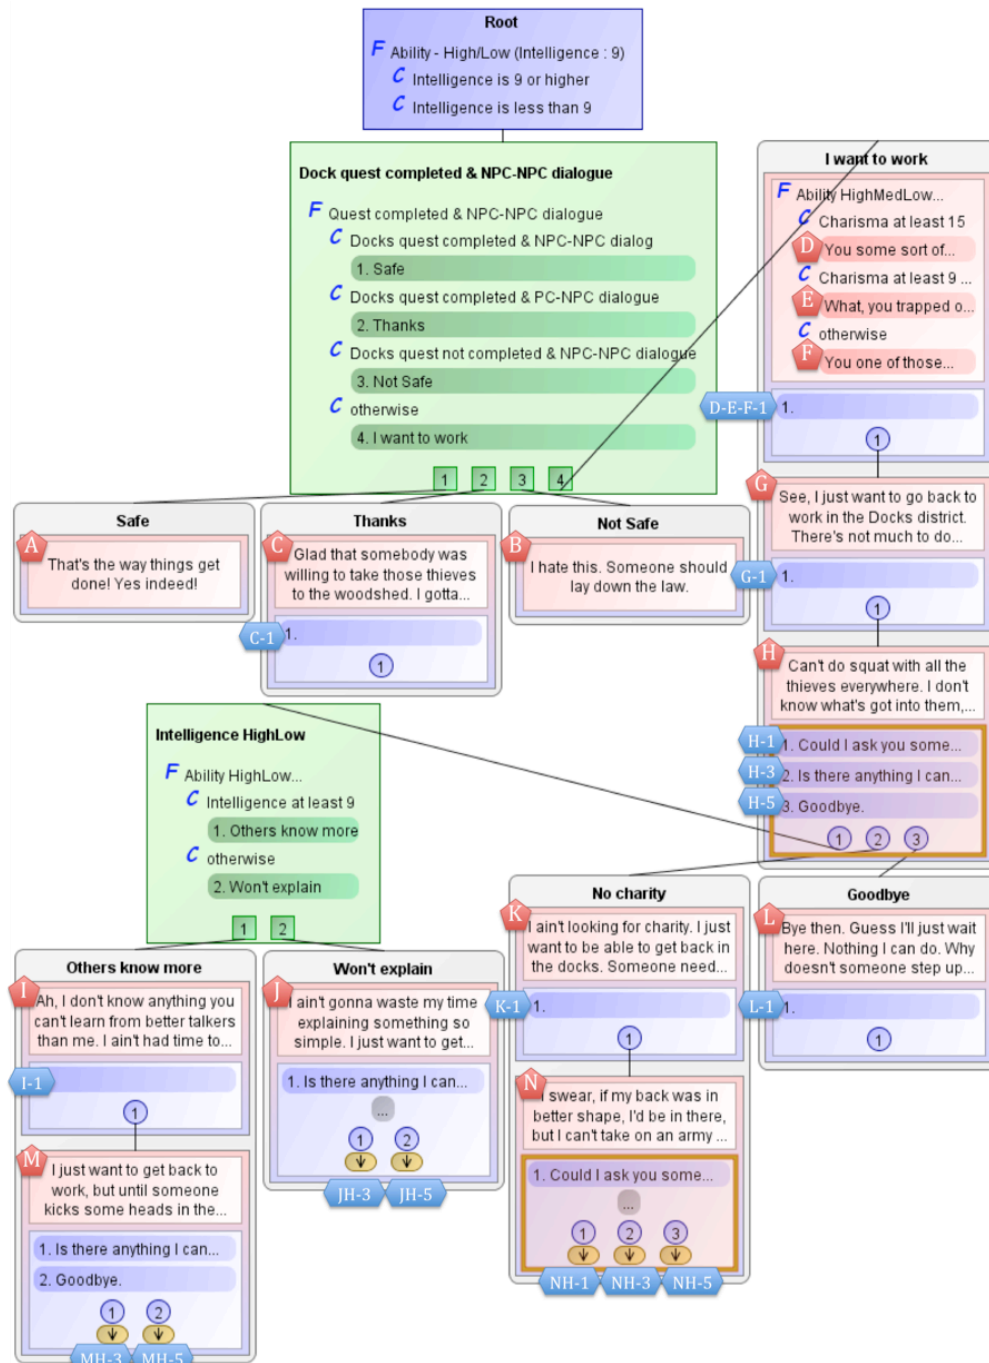 Root
F Ability - High/Low (Intelligence : 9)
C Intelligence is 9 or higher
C Intelligence is less than 9
Dock quest completed & NPC-NPC dialogue
F Quest completed & NPC-NPC dialogue
C Docks quest completed & NPC-NPC dialog
1. Safe
C Docks quest completed & PC-NPC dialogue
2. Thanks
C Docks quest not completed & NPC-NPC dialogue
3. Not Safe
C otherwise
4. I want to work
1 2 3 4
I want to work
F Ability HighMedLow...
C Charisma at least 15
D You some sort of...
C Charisma at least 9 ...
E What, you trapped o...
C otherwise
F You one of those...
D-E-F-1 1.
1
G
See, I just want to go back to
work in the Docks district.
There's not much to do...
G-1 1.
1
H
Can't do squat with all the
thieves everywhere. I don't
know what's got into them,...
H-1 1. Could I ask you some...
H-3 2. Is there anything I can...
H-5 3. Goodbye.
1 2 3
Safe
A
That's the way things get
done! Yes indeed!
Thanks
C
Glad that somebody was
willing to take those thieves
to the woodshed. I gotta...
C-1 1.
1
Not Safe
B
I hate this. Someone should
lay down the law.
Intelligence HighLow
F Ability HighLow...
C Intelligence at least 9
1. Others know more
C otherwise
2. Won't explain
1 2
Others know more
I
Ah, I don't know anything you
can't learn from better talkers
than me. I ain't had time to...
I-1
1
M
I just want to get back to
work, but until someone
kicks some heads in the...
1. Is there anything I can...
2. Goodbye.
1 2
MH-3 MH-5
Won't explain
J
I ain't gonna waste my time
explaining something so
simple. I just want to get...
1. Is there anything I can...
...
1 2
JH-3 JH-5
No charity
K
I ain't looking for charity. I just
want to be able to get back in
the docks. Someone need...
K-1 1.
1
N
I swear, if my back was in
better shape, I'd be in there,
but I can't take on an army ...
1. Could I ask you some...
...
1 2 3
NH-1 NH-3 NH-5
Goodbye
L
Bye then. Guess I'll just wait
here. Nothing I can do. Why
doesn't someone step up...
L-1 1.
1